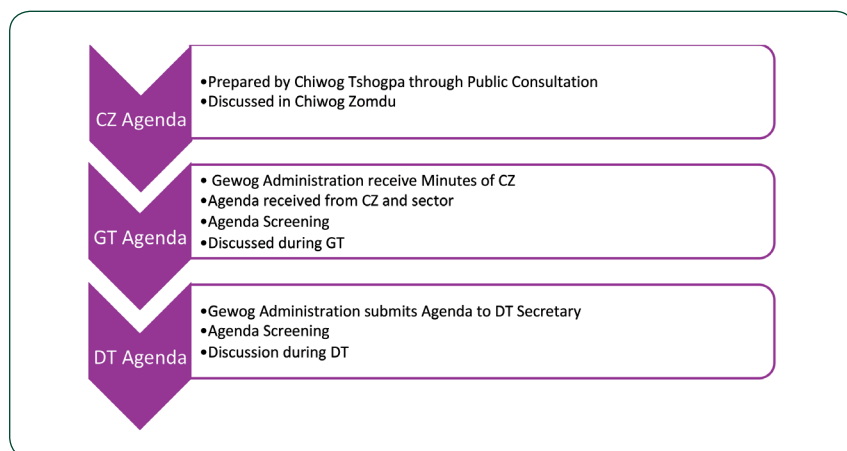 CZ Agenda
•Prepared by Chiwog Tshogpa through Public Consultation
•Discussed in Chiwog Zomdu
GT Agenda
• Gewog Administration receive Minutes of CZ
•Agenda received from CZ and sector
•Agenda Screening
•Discussed during GT
DT Agenda
•Gewog Administration submits Agenda to DT Secretary
•Agenda Screening
•Discussion during DT